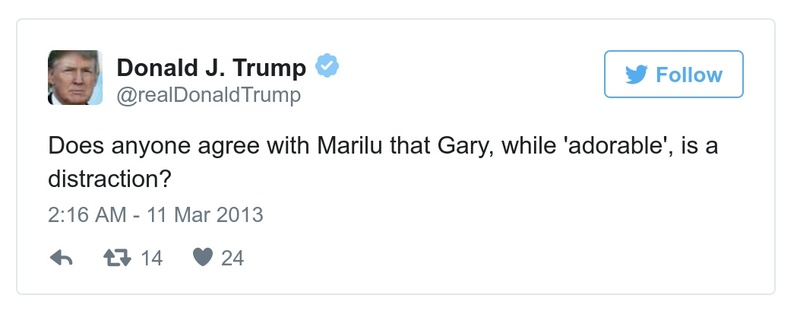 Donald J. Trump
@realDonaldTrump
Follow
Does anyone agree with Marilu that Gary, while 'adorable', is a
distraction?
2:16 AM - 11 Mar 2013
14 24